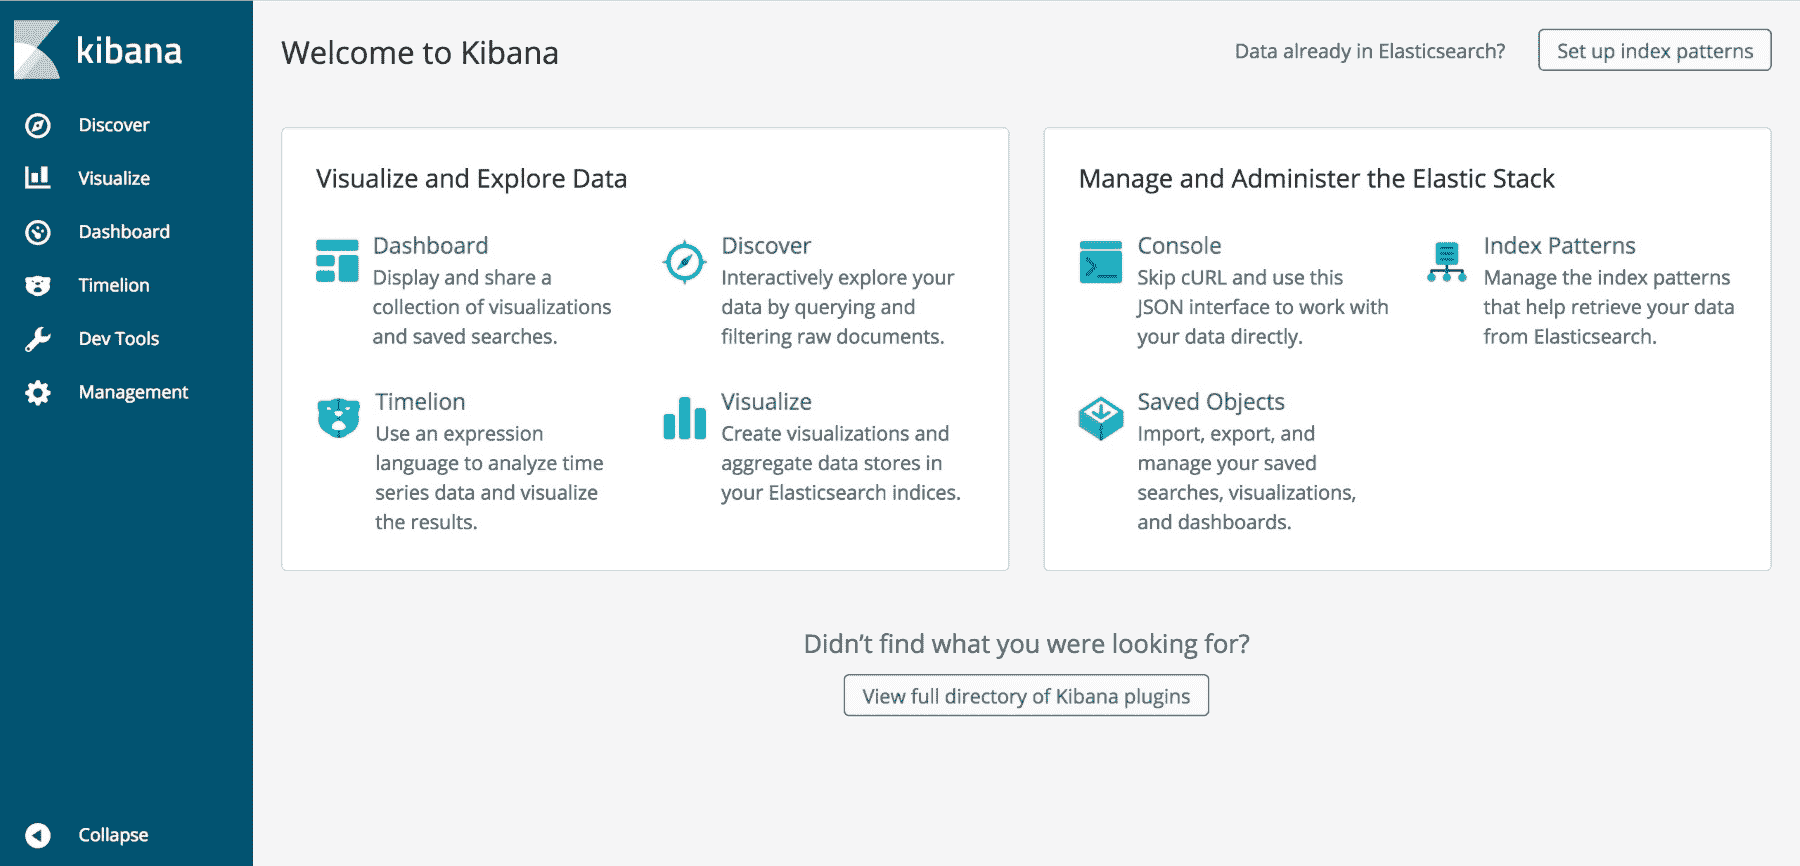 kibana
Discover
Visualize
Dashboard
Timelion
Dev Tools
Management
Collapse
Welcome to Kibana
Data already in Elasticsearch?
Set up index patterns
Visualize and Explore Data
Dashboard
Display and share a
collection of visualizations
and saved searches.
Discover
Interactively explore your
data by querying and
filtering raw documents.
Timelion
Use an expression
language to analyze time
series data and visualize
the results.
Visualize
Create visualizations and
aggregate data stores in
your Elasticsearch indices.
Manage and Administer the Elastic Stack
Console
Skip cURL and use this
JSON interface to work with
your data directly.
Index Patterns
Manage the index patterns
that help retrieve your data
from Elasticsearch.
Saved Objects
Import, export, and
manage your saved
searches, visualizations,
and dashboards.
Didn’t find what you were looking for?
View full directory of Kibana plugins